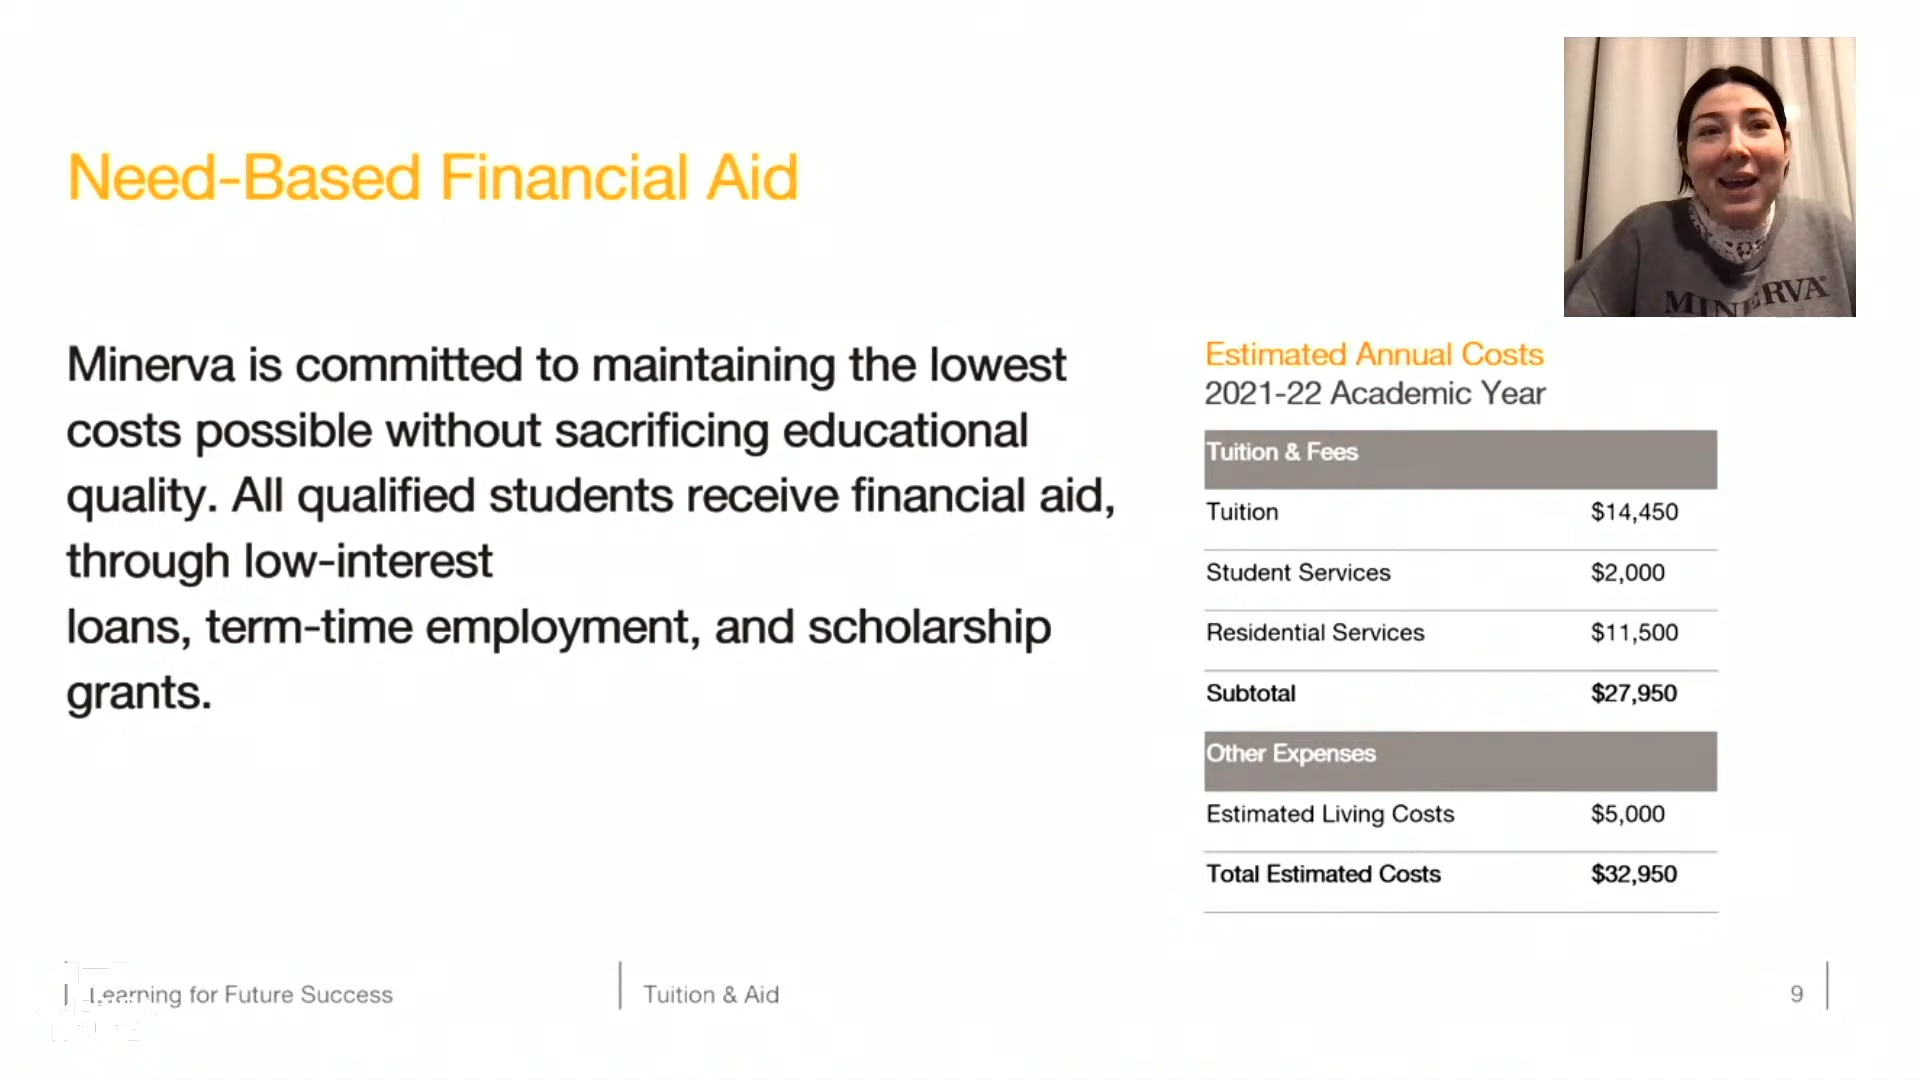 Need-Based Financial Aid
MINERVA
Minerva is committed to maintaining the lowest
costs possible without sacrificing educational
quality. All qualified students receive financial aid,
through low-interest
loans, term-time employment, and scholarship
grants.
Estimated Annual Costs
2021-22 Academic Year
Tuition & Fees
Tuition $14,450
Student Services $2,000
Residential Services $11,500
Subtotal $27,950
Other Expenses
Estimated Living Costs $5,000
Total Estimated Costs $32,950
Learning for Future Success
Tuition & Aid
9